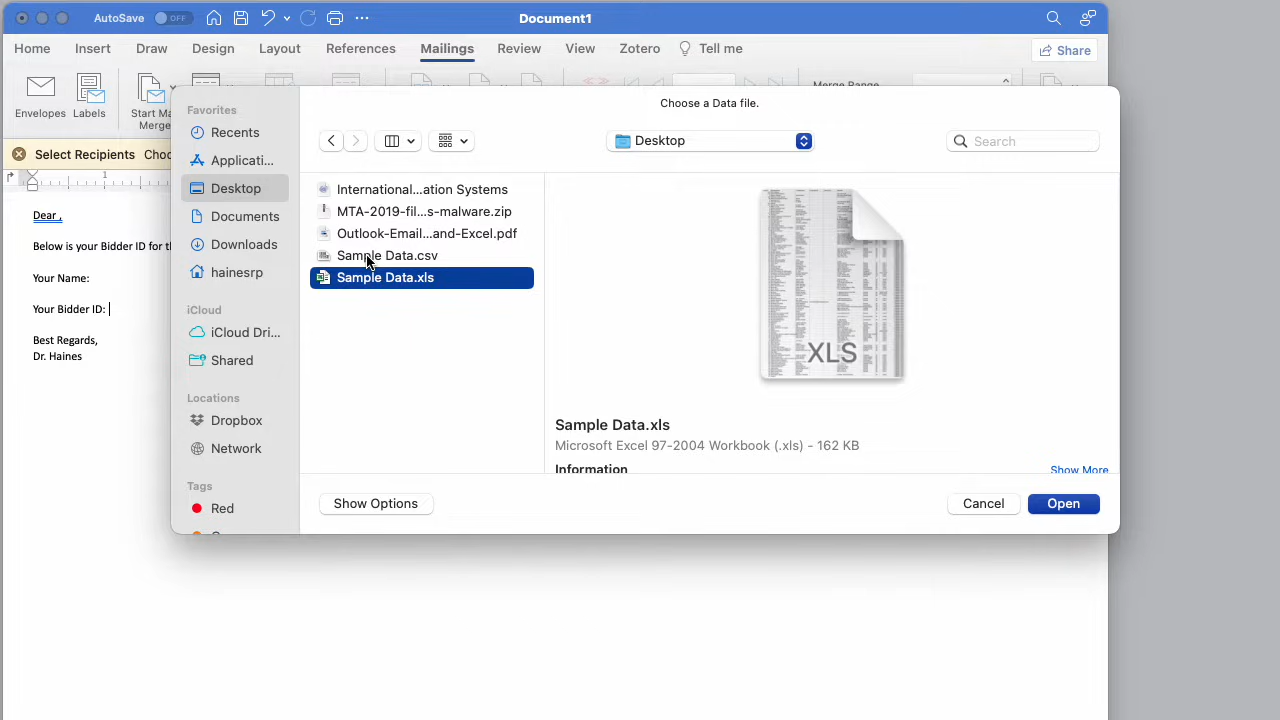 AutoSave OFF Document1
Home Insert Draw Design Layout References Mailings Review View Zotero Tell me Share
Envelopes Labels Start Ma
Merge
Merge Range
Select Recipients Choo
1
Dear
Below is your Bidder ID for th
Your Nam
Your Bidder ID:
Best Regards,
Dr. Haines
Choose a Data file.
Favorites
Recents
Applicati...
Desktop
Documents
Downloads
hainesrp
iCloud
iCloud Dri...
Shared
Locations
Dropbox
Network
Tags
Red
Desktop
Search
International...ation Systems
MTA-2019-fil...s-malware.zip
Outlook-Email...and-Excel.pdf
Sample Data.csv
Sample Data.xls
XLS
Sample Data.xls
Microsoft Excel 97-2004 Workbook (.xls) - 162 KB
Information Show More
Show Options Cancel Open